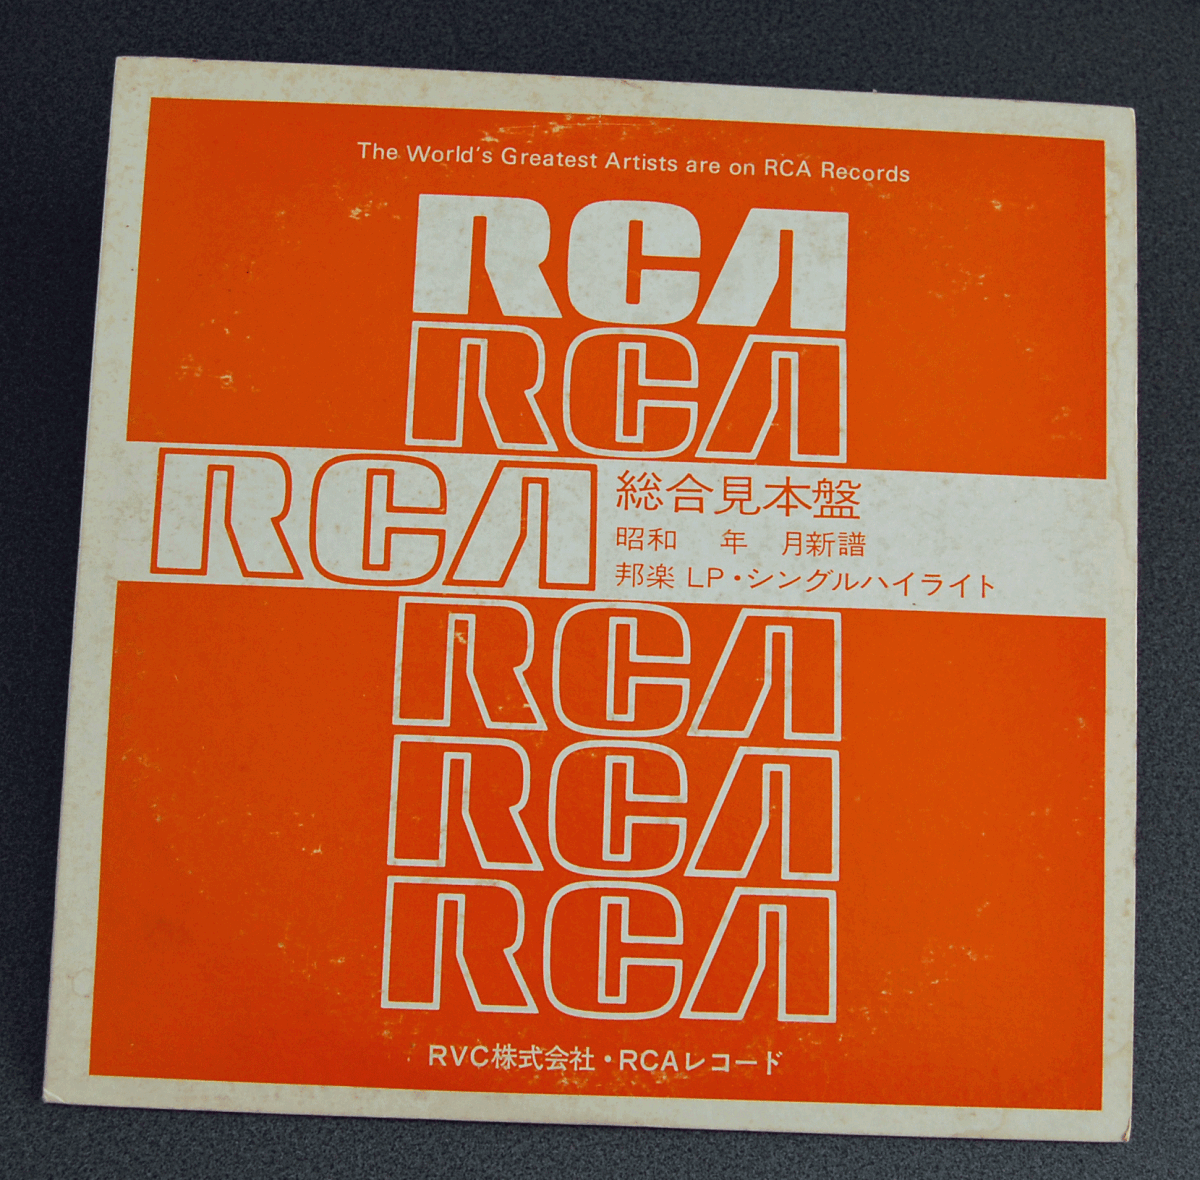 The World's Greatest Artists are on RCA Records
RCA
RCA
RCA
総合見本盤
昭和 年 月新譜
邦楽 LP・シングルハイライト
RCA
RCA
RCA
RVC株式会社・RCAレコード